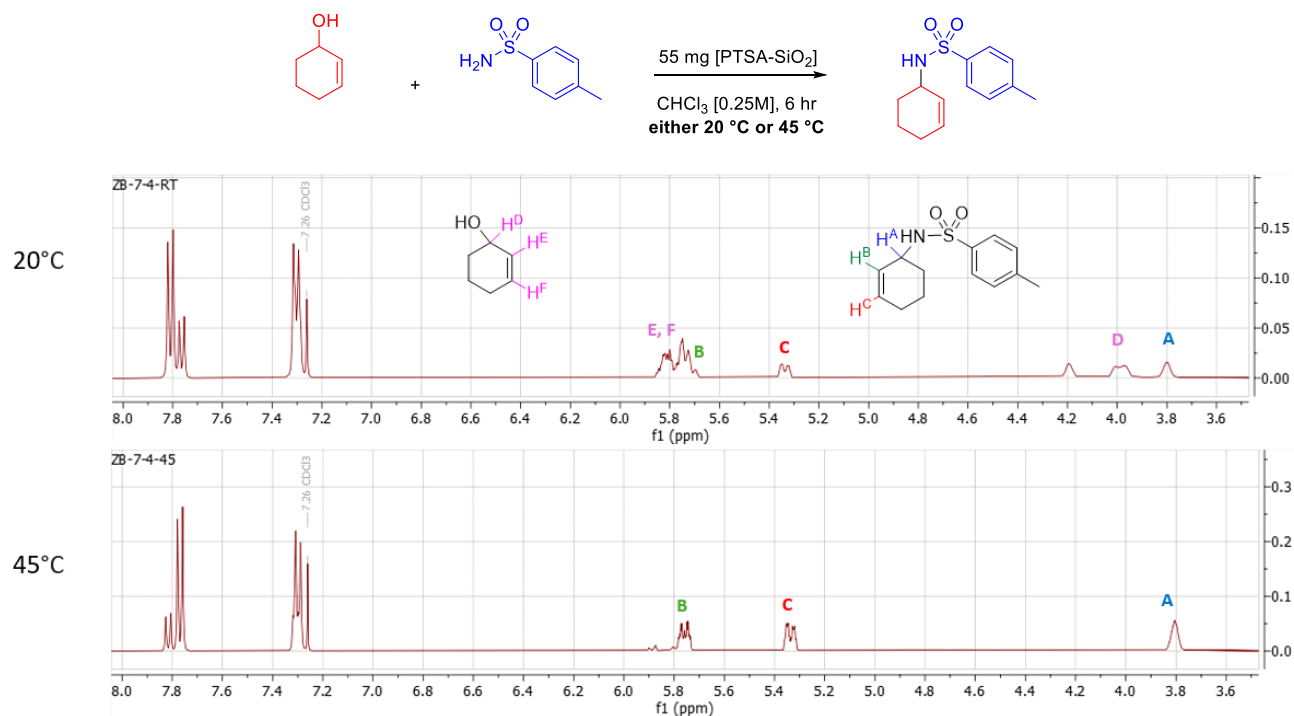 OH
O O
S
H₂N
+
55 mg [PTSA-SiO₂]
CHCl₃ [0.25M], 6 hr
either 20 °C or 45 °C
O O
S
HN
20°C
ZB-7-4-RT
7.26 CDCl3
HO
Hᴰ
Hᴱ
Hꟳ
O O
HN
S
Hᴬ
Hᴮ
Hᶜ
E, F
B
C
D
A
0.15
0.10
0.05
0.00
8.0 7.8 7.6 7.4 7.2 7.0 6.8 6.6 6.4 6.2 6.0 5.8 5.6 5.4 5.2 5.0 4.8 4.6 4.4 4.2 4.0 3.8 3.6
f1 (ppm)
45°C
ZB-7-4-45
7.26 CDCl3
B
C
A
0.3
0.2
0.1
0.0
8.0 7.8 7.6 7.4 7.2 7.0 6.8 6.6 6.4 6.2 6.0 5.8 5.6 5.4 5.2 5.0 4.8 4.6 4.4 4.2 4.0 3.8 3.6
f1 (ppm)